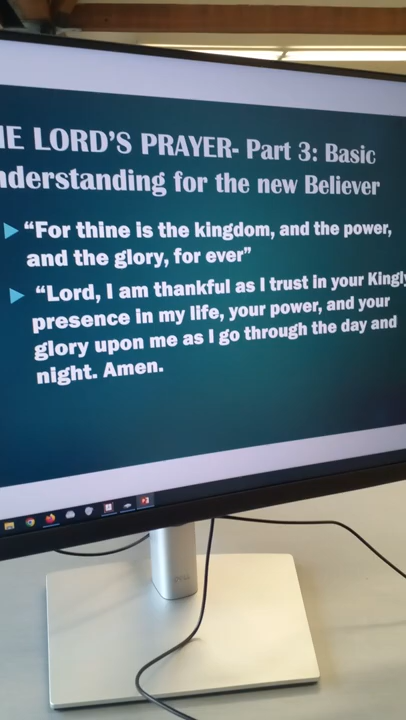 E LORD'S PRAYER- Part 3: Basic
nderstanding for the new Believer
"For thine is the kingdom, and the power,
and the glory, for ever"
"Lord, I am thankful as I trust in your Kingly
presence in my life, your power, and your
glory upon me as I go through the day and
night. Amen.